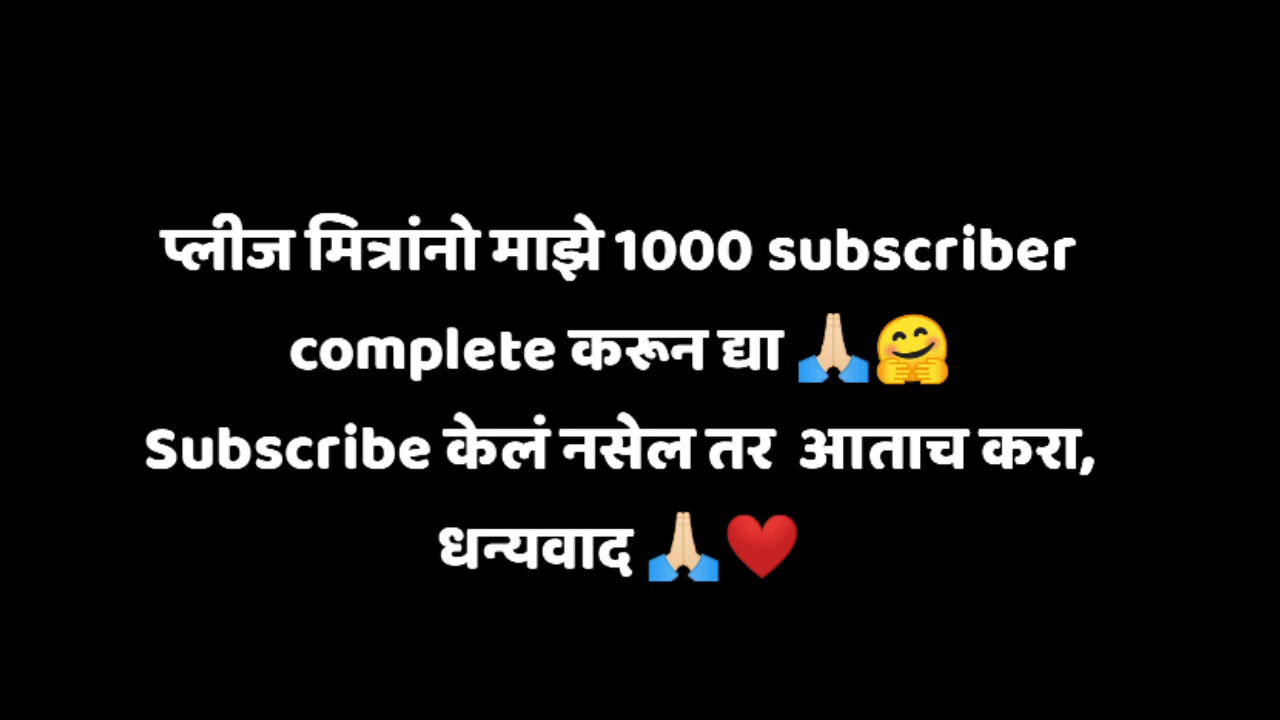 प्लीज मित्रांनो माझे 1000 subscriber
complete करून द्या 🙏🏻🤗
Subscribe केलं नसेल तर आताच करा,
धन्यवाद 🙏🏻❤️